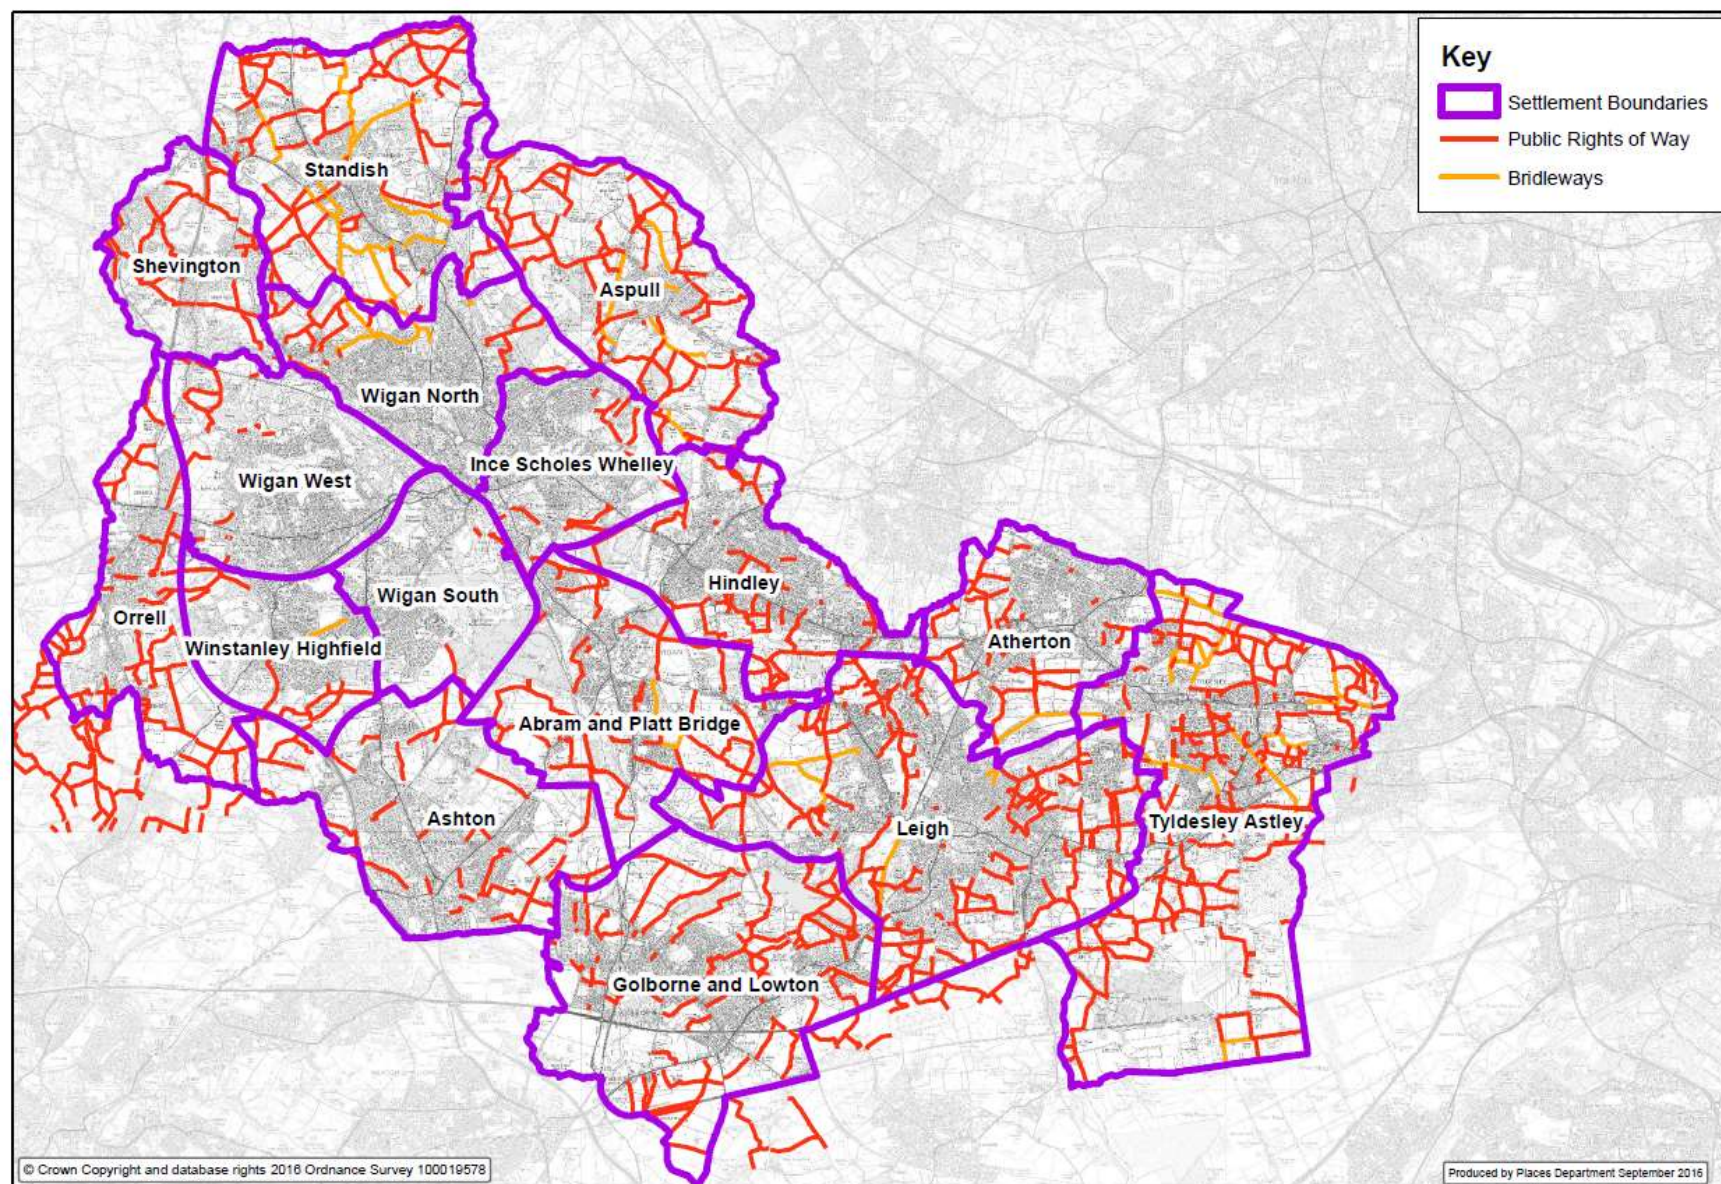 Key
Settlement Boundaries
Public Rights of Way
Bridleways
Standish
Shevington
Aspull
Wigan North
Ince Scholes Whelley
Wigan West
Hindley
Wigan South
Orrell
Atherton
Winstanley Highfield
Abram and Platt Bridge
Ashton
Leigh
Tyldesley Astley
Golborne and Lowton
© Crown Copyright and database rights 2016 Ordnance Survey 100019578
Produced by Places Department September 2016